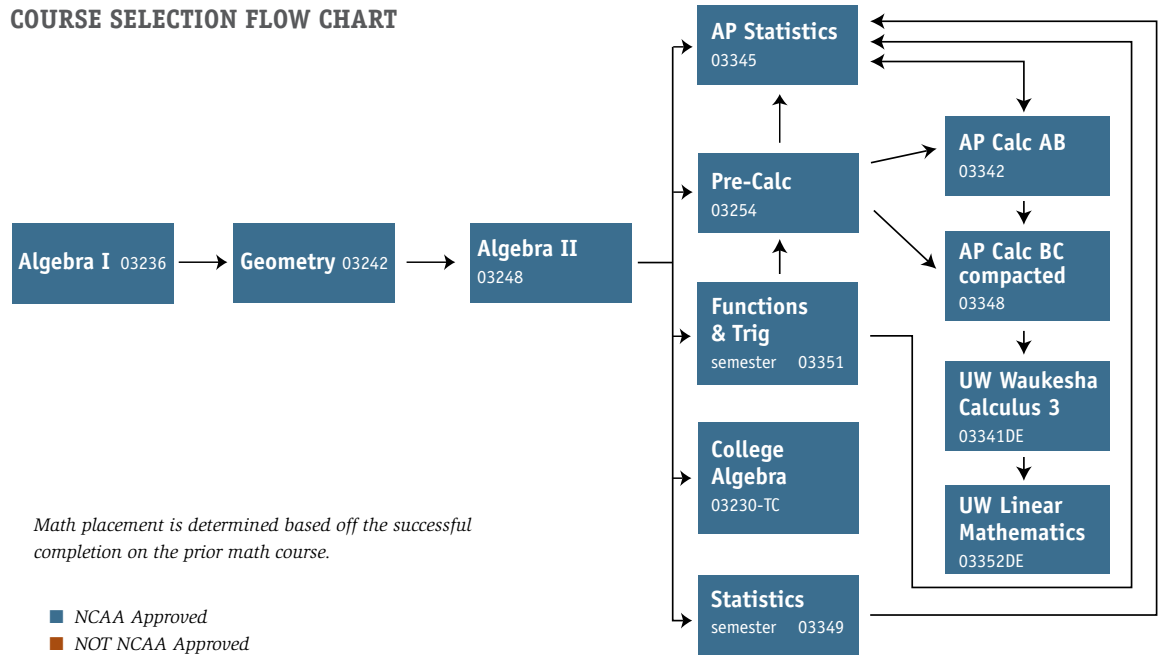 COURSE SELECTION FLOW CHART
Algebra I 03236
Geometry 03242
Algebra II
03248
AP Statistics
03345
Pre-Calc
03254
Functions
& Trig
semester 03351
College
Algebra
03230-TC
Statistics
semester 03349
AP Calc AB
03342
AP Calc BC
compacted
03348
UW Waukesha
Calculus 3
03341DE
UW Linear
Mathematics
03352DE
Math placement is determined based off the successful
completion on the prior math course.
NCAA Approved
NOT NCAA Approved